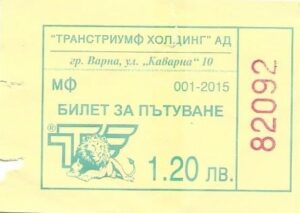 "ТРАНСТРИУМФ ХОЛДИНГ" АД
гр. Варна, ул. „Каварна" 10
МФ 001-2015
БИЛЕТ ЗА ПЪТУВАНЕ
®
1.20 ЛВ.
82092